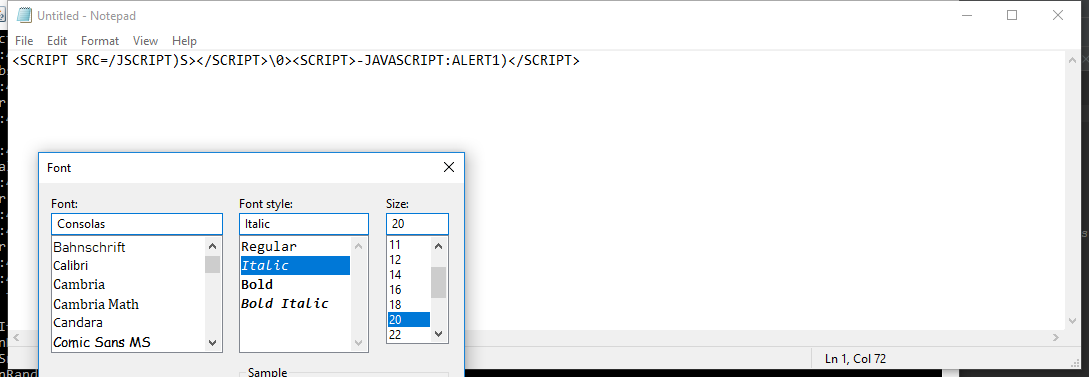 Untitled - Notepad
File Edit Format View Help
<SCRIPT SRC=/JSCRIPT)S></SCRIPT>\0><SCRIPT>-JAVASCRIPT:ALERT1)</SCRIPT>
Font
Font: Font style: Size:
Consolas Italic 20
Bahnschrift Regular 11
Calibri Italic 12
Cambria Bold 14
Cambria Math Bold Italic 16
Candara 18
Comic Sans MS 20
22
Sample
Ln 1, Col 72
nRand